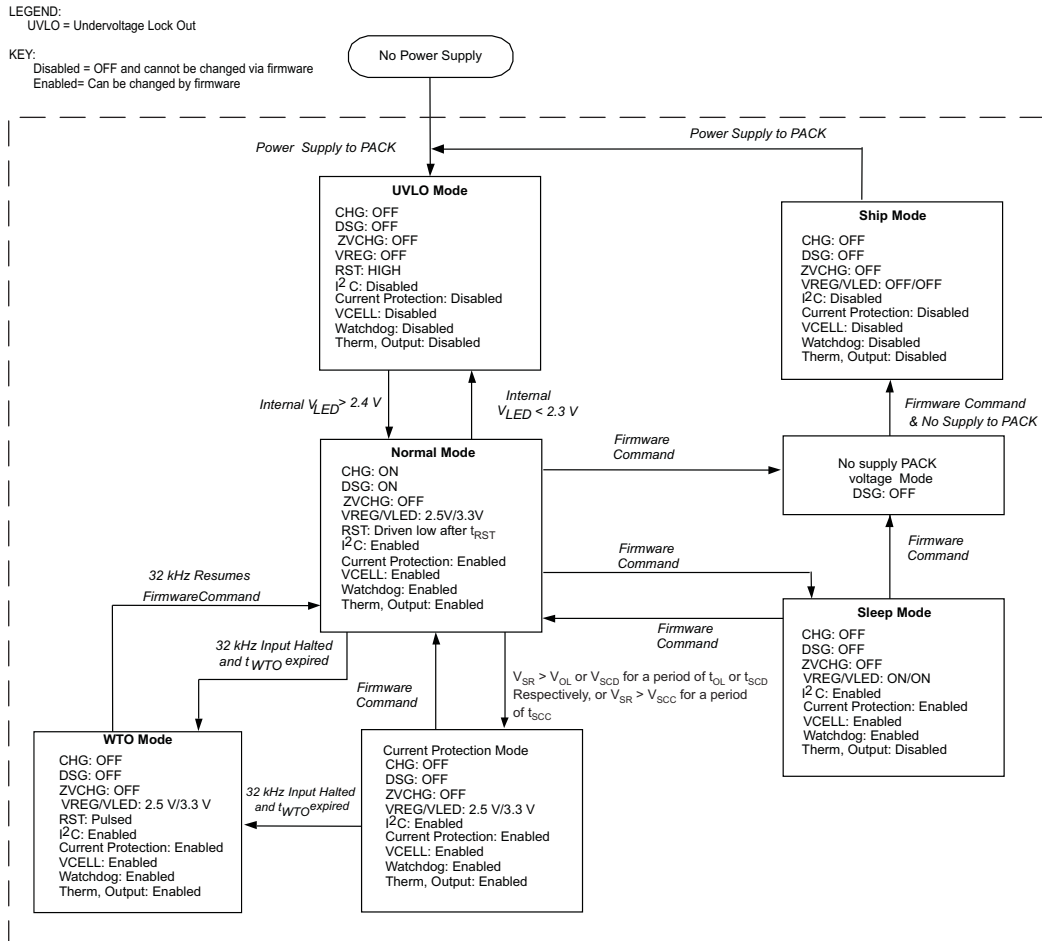 LEGEND:
UVLO = Undervoltage Lock Out
KEY:
Disabled = OFF and cannot be changed via firmware
Enabled= Can be changed by firmware
No Power Supply
Power Supply to PACK
Power Supply to PACK
UVLO Mode
CHG: OFF
DSG: OFF
ZVCHG: OFF
VREG: OFF
RST: HIGH
I2 C: Disabled
Current Protection: Disabled
VCELL: Disabled
Watchdog: Disabled
Therm, Output: Disabled
Ship Mode
CHG: OFF
DSG: OFF
ZVCHG: OFF
VREG/VLED: OFF/OFF
I2C: Disabled
Current Protection: Disabled
VCELL: Disabled
Watchdog: Disabled
Therm, Output: Disabled
Internal VLED> 2.4 V
Internal
VLED < 2.3 V
Firmware Command
& No Supply to PACK
Normal Mode
CHG: ON
DSG: ON
ZVCHG: OFF
VREG/VLED: 2.5V/3.3V
RST: Driven low after tRST
I2C: Enabled
Current Protection: Enabled
VCELL: Enabled
Watchdog: Enabled
Therm, Output: Enabled
Firmware
Command
No supply PACK
voltage Mode
DSG: OFF
Firmware
Command
Firmware
Command
Firmware
Command
Sleep Mode
CHG: OFF
DSG: OFF
ZVCHG: OFF
VREG/VLED: ON/ON
I2C: Enabled
Current Protection: Enabled
VCELL: Enabled
Watchdog: Enabled
Therm, Output: Disabled
32 kHz Resumes
FirmwareCommand
32 kHz Input Halted
and tWTO expired
Firmware
Command
VSR > VOL or VSCD for a period of tOL or tSCD
Respectively, or VSR > VSCC for a period
of tSCC
WTO Mode
CHG: OFF
DSG: OFF
ZVCHG: OFF
VREG/VLED: 2.5 V/3.3 V
RST: Pulsed
I2C: Enabled
Current Protection: Enabled
VCELL: Enabled
Watchdog: Enabled
Therm, Output: Enabled
32 kHz Input Halted
and tWTO expired
Current Protection Mode
CHG: OFF
DSG: OFF
ZVCHG: OFF
VREG/VLED: 2.5 V/3.3 V
I2C: Enabled
Current Protection: Enabled
VCELL: Enabled
Watchdog: Enabled
Therm, Output: Enabled